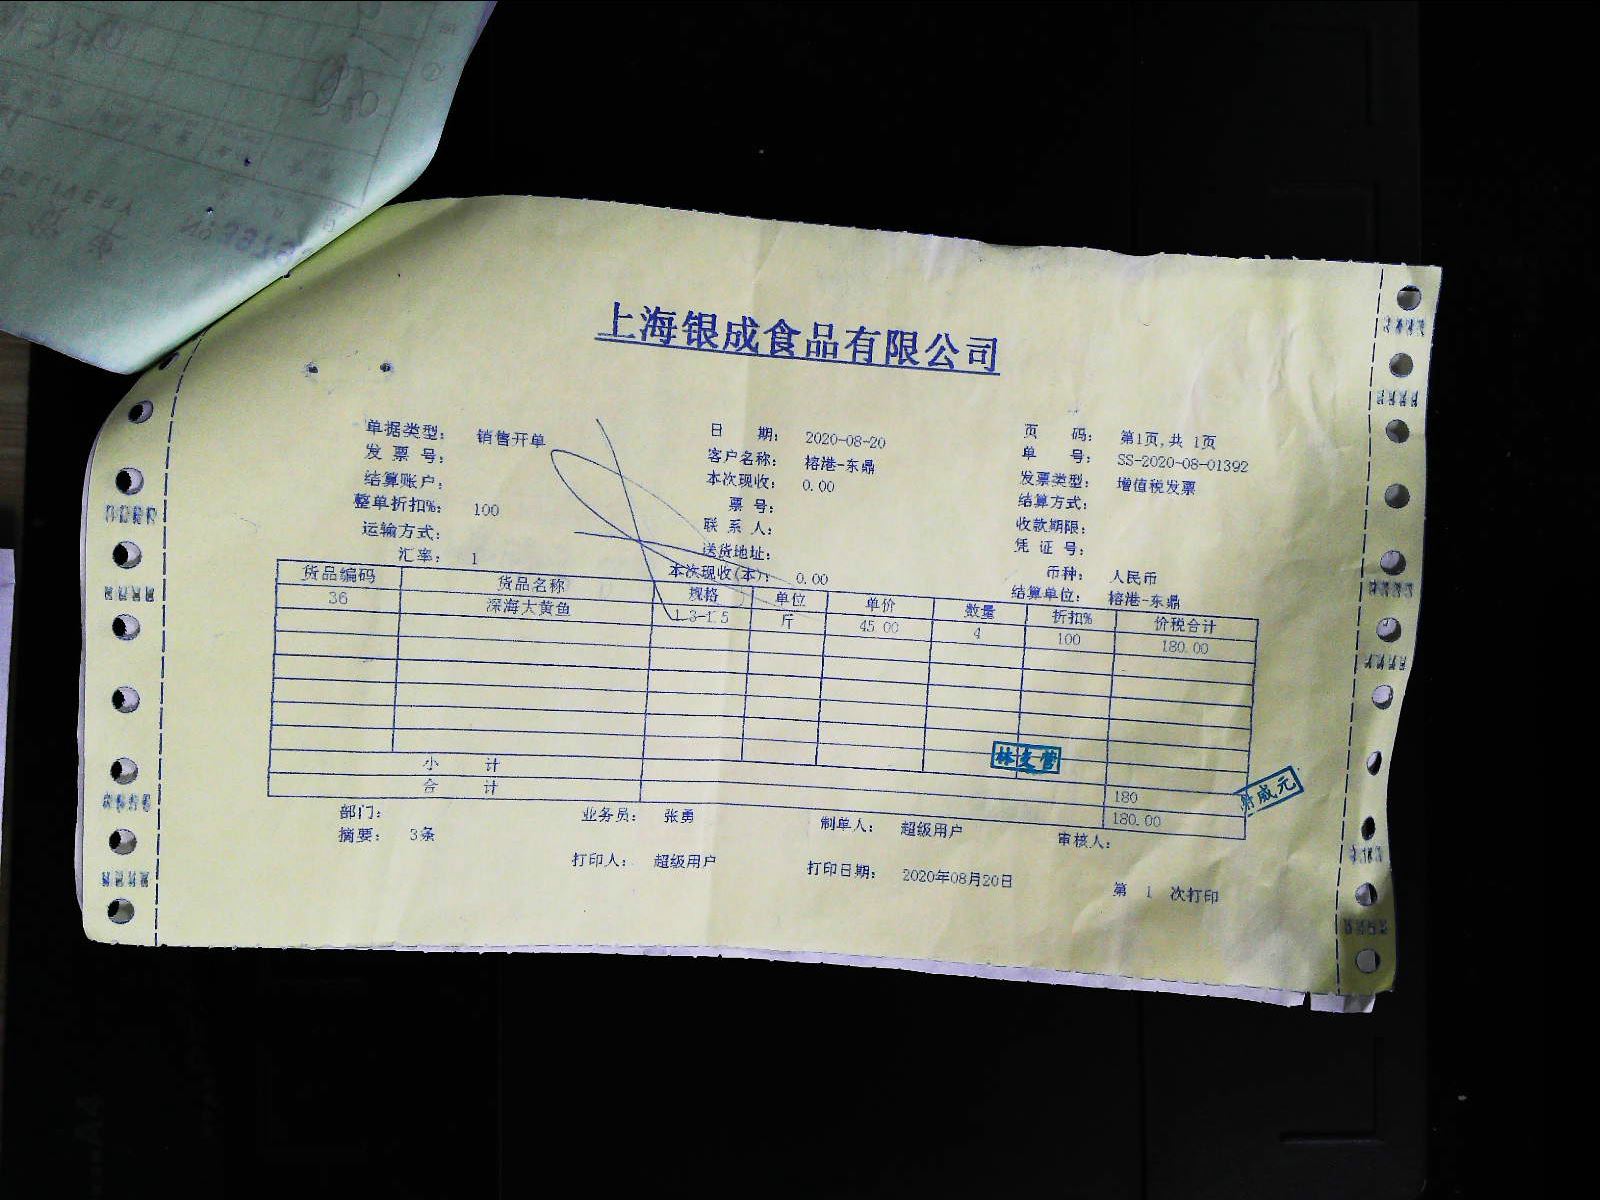 上海银成食品有限公司
单据类型： 销售开单 日 期： 2020-08-20 页 码： 第1页,共 1页
发 票 号： 客户名称： 榕港-东鼎 单 号： SS-2020-08-01392
结算账户： 本次现收： 0.00 发票类型： 增值税发票
整单折扣%： 100 票 号： 结算方式：
运输方式： 联 系 人： 收款期限：
汇率： 1 送货地址： 凭 证 号：
本次现收(本)： 0.00 币种： 人民币
结算单位： 榕港-东鼎
货品编码 货品名称 规格 单位 单价 数量 折扣% 价税合计
36 深海大黄鱼 1.3-1.5 斤 45.00 4 100 180.00
小 计 180
合 计 180.00
部门： 业务员： 张勇 制单人： 超级用户 审核人：
摘要： 3条
打印人： 超级用户 打印日期： 2020年08月20日 第 1 次打印